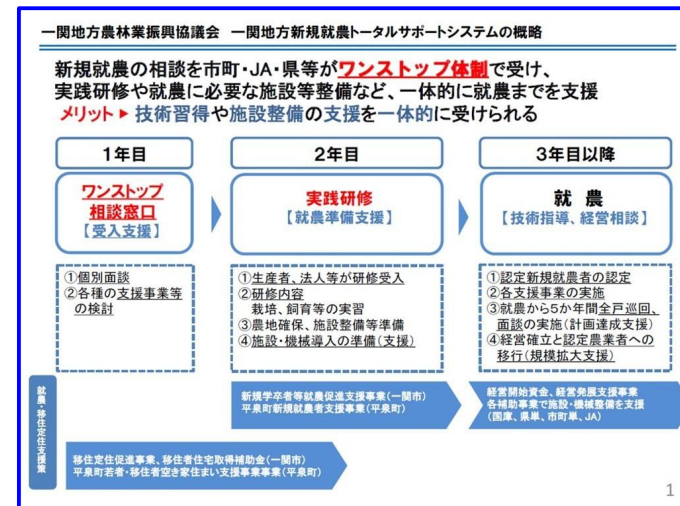 一関地方農林業振興協議会　一関地方新規就農トータルサポートシステムの概略
新規就農の相談を市町・JA・県等がワンストップ体制で受け、
実践研修や就農に必要な施設等整備など、一体的に就農までを支援
メリット▶技術習得や施設整備の支援を一体的に受けられる
1年目
ワンストップ
相談窓口
【受入支援】
①個別面談
②各種の支援事業等
の検討
2年目
実践研修
【就農準備支援】
①生産者、法人等が研修受入
②研修内容
栽培、飼育等の実習
③農地確保、施設整備等準備
④施設・機械導入の準備(支援)
3年目以降
就 農
【技術指導、経営相談】
①認定新規就農者の認定
②各支援事業の実施
③就農から5か年間全戸巡回、
面談の実施(計画達成支援)
④経営確立と認定農業者への
移行(規模拡大支援)
就農・移住定住支援策
新規学卒者等就農促進支援事業(一関市)
平泉町新規就農者支援事業(平泉町)
経営開始資金、経営発展支援事業
各補助事業で施設・機械整備を支援
(国庫、県単、市町単、JA)
移住定住促進事業、移住者住宅取得補助金(一関市)
平泉町若者・移住者空き家住まい支援事業事業(平泉町)
1